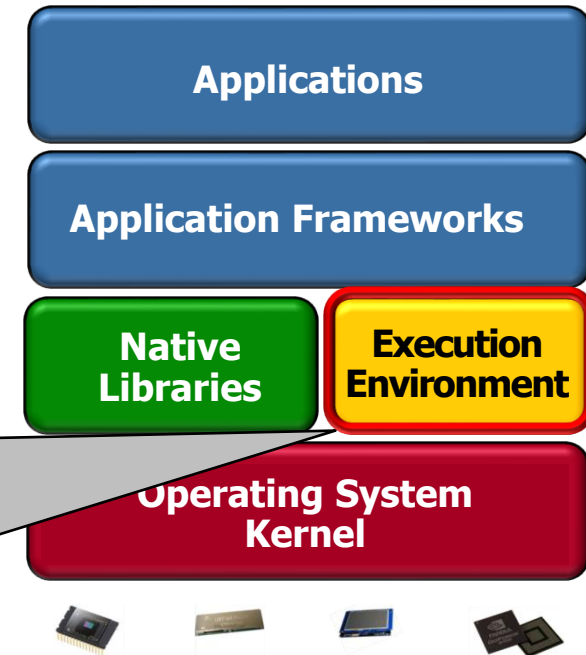 Applications
Application Frameworks
Native
Libraries
Execution
Environment
Operating System
Kernel